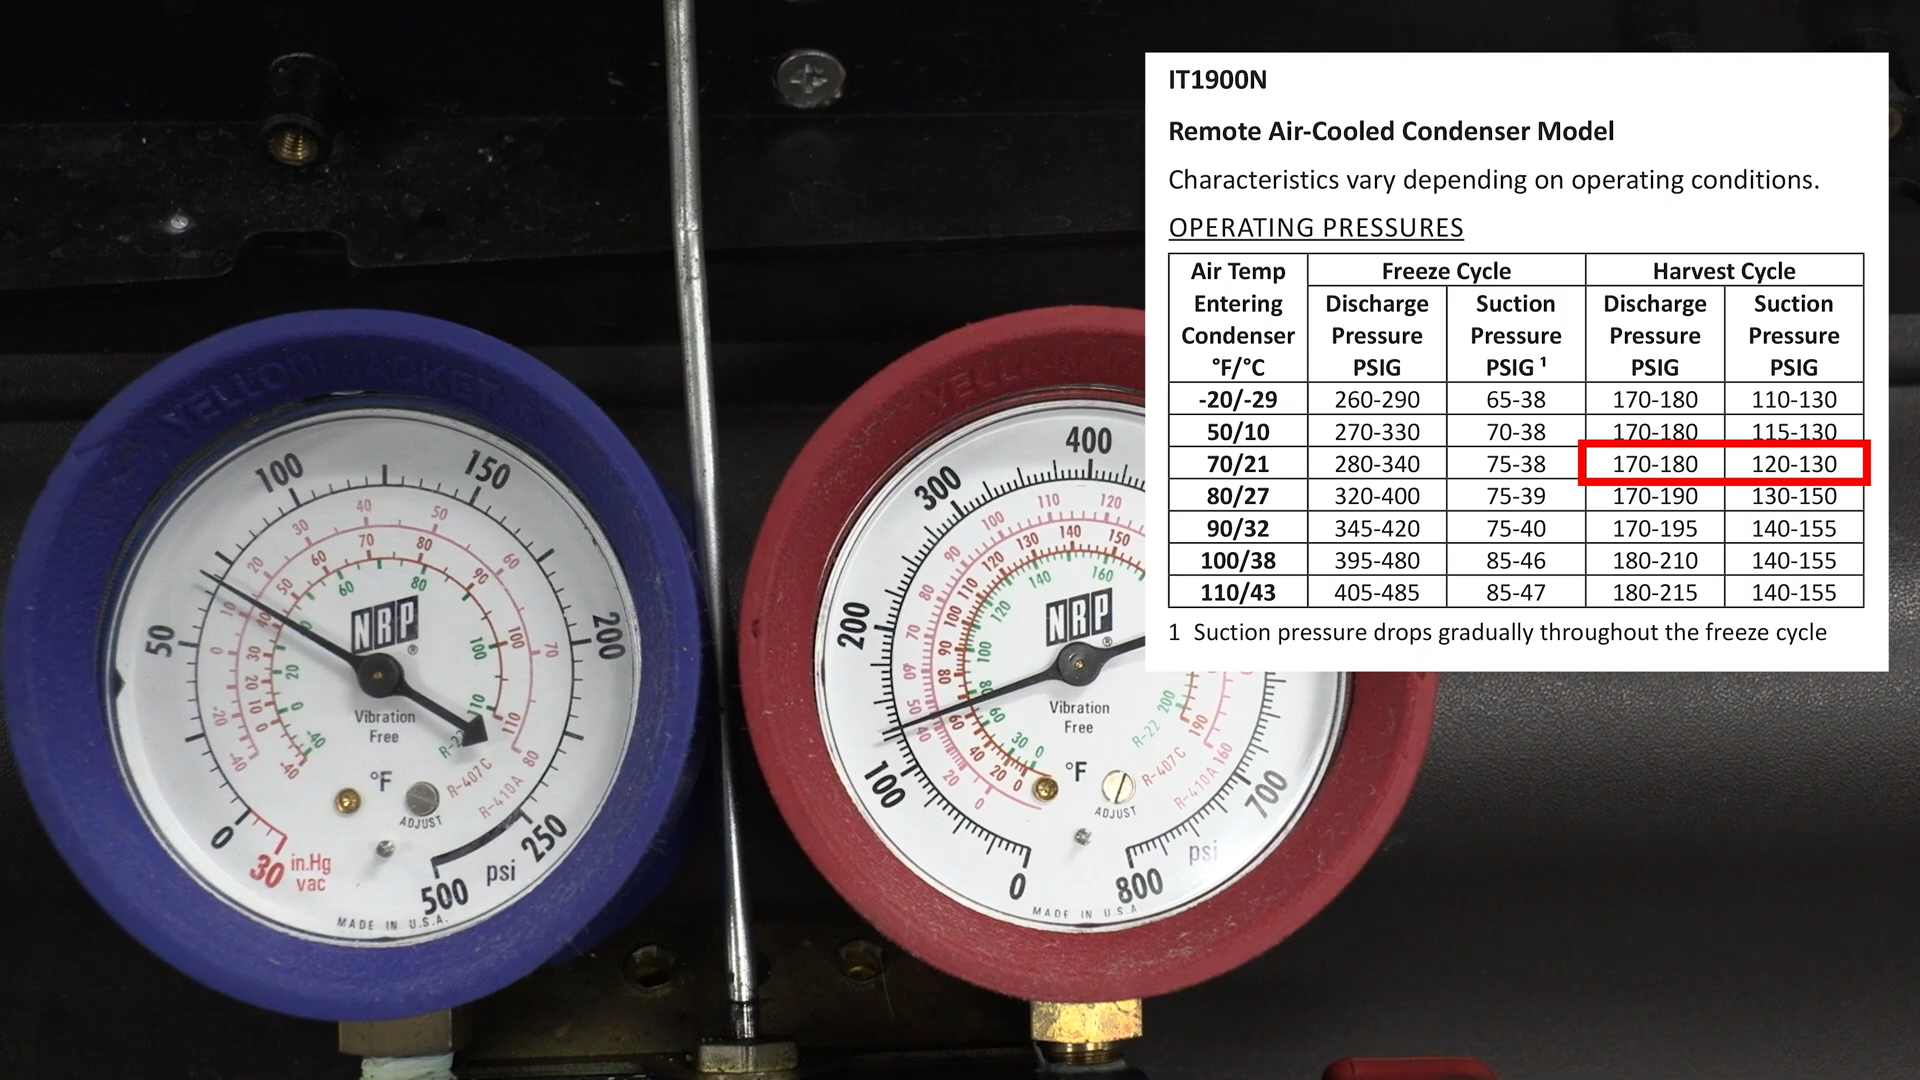 IT1900N
Remote Air-Cooled Condenser Model
Characteristics vary depending on operating conditions.
OPERATING PRESSURES
Air Temp Entering Condenser °F/°C Freeze Cycle Harvest Cycle
Discharge Pressure PSIG Suction Pressure PSIG ¹ Discharge Pressure PSIG Suction Pressure PSIG
-20/-29 260-290 65-38 170-180 110-130
50/10 270-330 70-38 170-180 115-130
70/21 280-340 75-38 170-180 120-130
80/27 320-400 75-39 170-190 130-150
90/32 345-420 75-40 170-195 140-155
100/38 395-480 85-46 180-210 140-155
110/43 405-485 85-47 180-215 140-155
1 Suction pressure drops gradually throughout the freeze cycle
YELLOW JACKET
100 150
50 200
0 250
30 in.Hg vac
500 psi
NRP®
Vibration
Free
°F
ADJUST
R-22
R-407C
R-410A
MADE IN U.S.A.
YELLOW
400
300
200
100 700
0 800
psi
NRP®
Vibration
Free
°F
ADJUST
R-22
R-407C
R-410A
MADE IN U.S.A